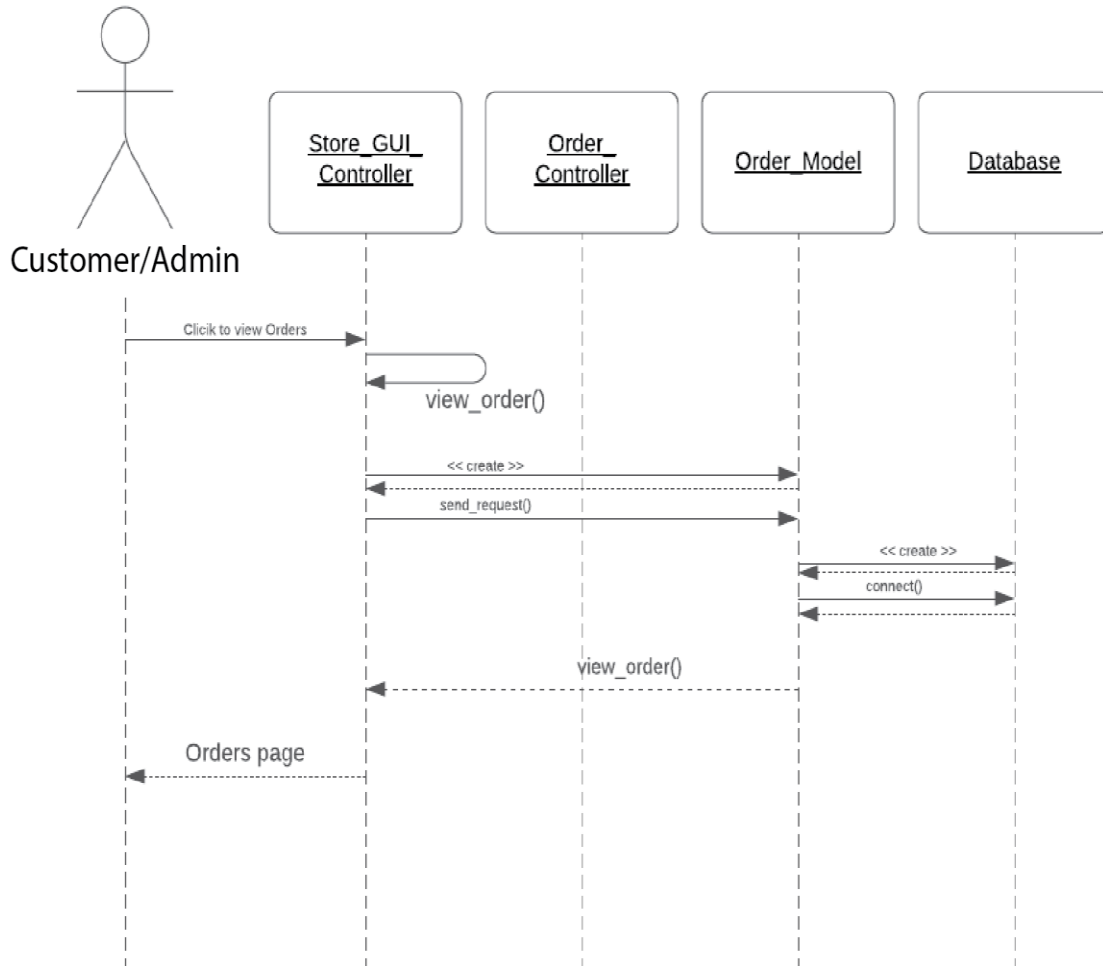 Store_GUI_
Controller
Order_
Controller
Order_Model
Database
Customer/Admin
Clicik to view Orders
view_order()
<< create >>
send_request()
<< create >>
connect()
view_order()
Orders page